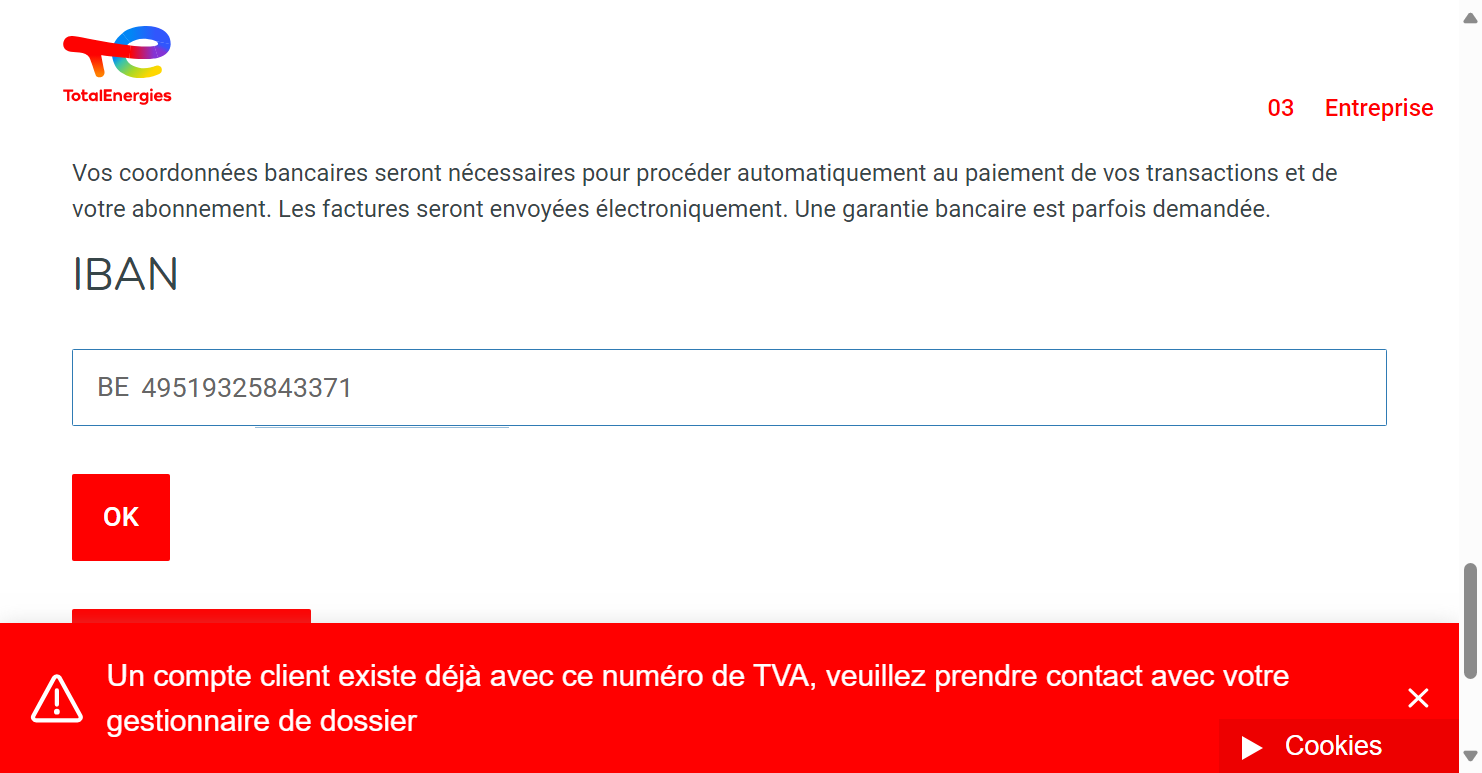 TotalEnergies
03 Entreprise
Vos coordonnées bancaires seront nécessaires pour procéder automatiquement au paiement de vos transactions et de
votre abonnement. Les factures seront envoyées électroniquement. Une garantie bancaire est parfois demandée.
IBAN
BE 49519325843371
OK
Un compte client existe déjà avec ce numéro de TVA, veuillez prendre contact avec votre
gestionnaire de dossier
Cookies